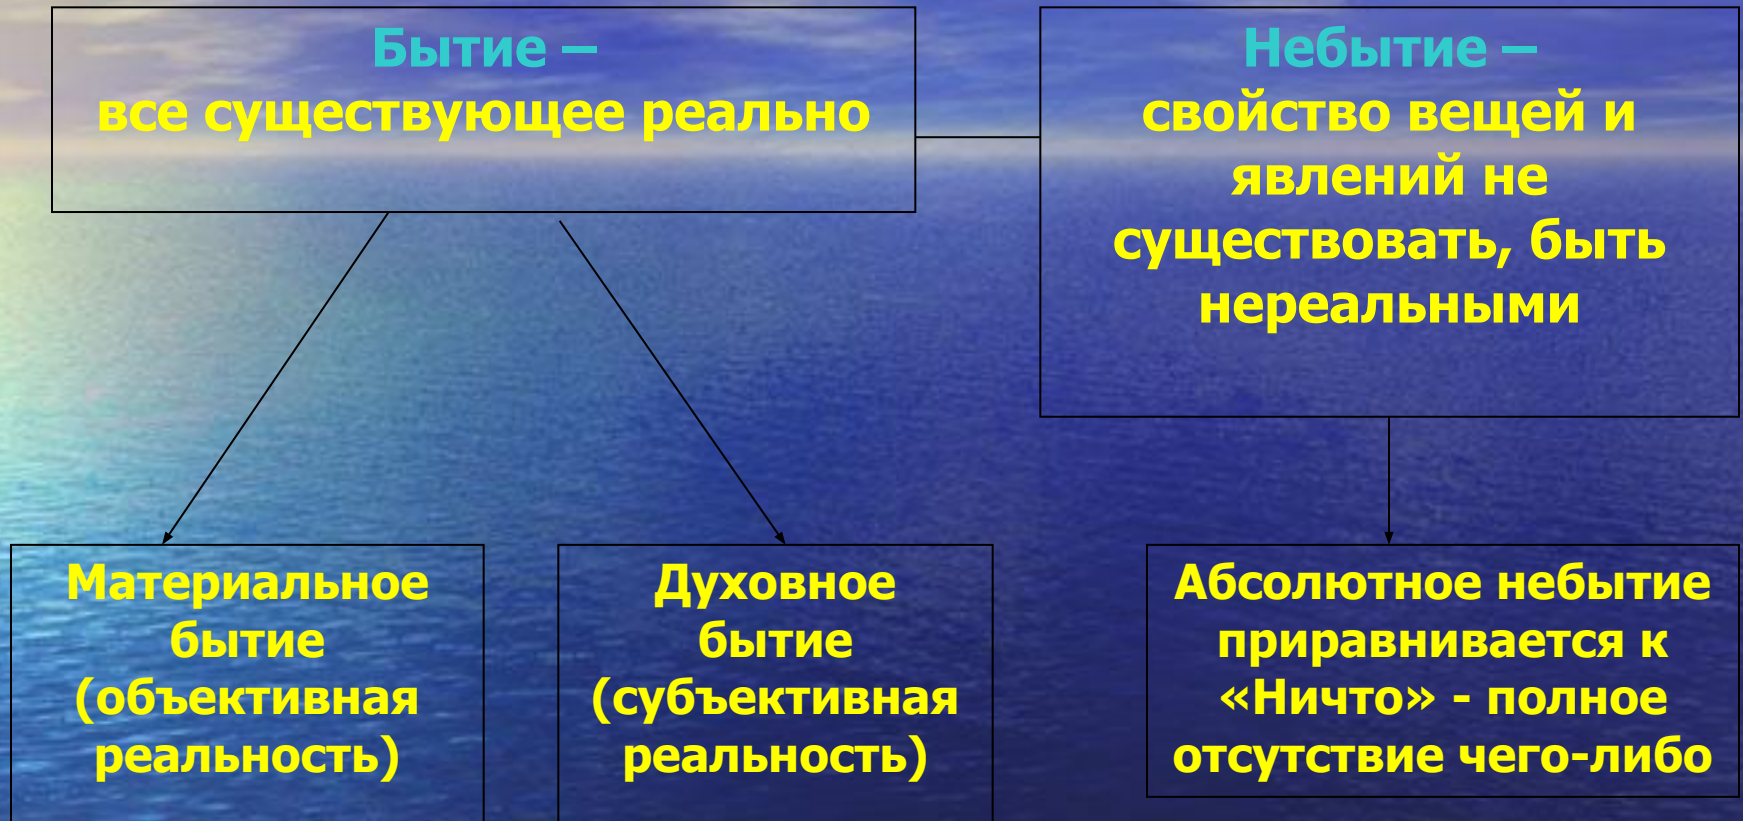 Бытие –
все существующее реально
Небытие –
свойство вещей и
явлений не
существовать, быть
нереальными
Материальное
бытие
(объективная
реальность)
Духовное
бытие
(субъективная
реальность)
Абсолютное небытие
приравнивается к
«Ничто» - полное
отсутствие чего-либо